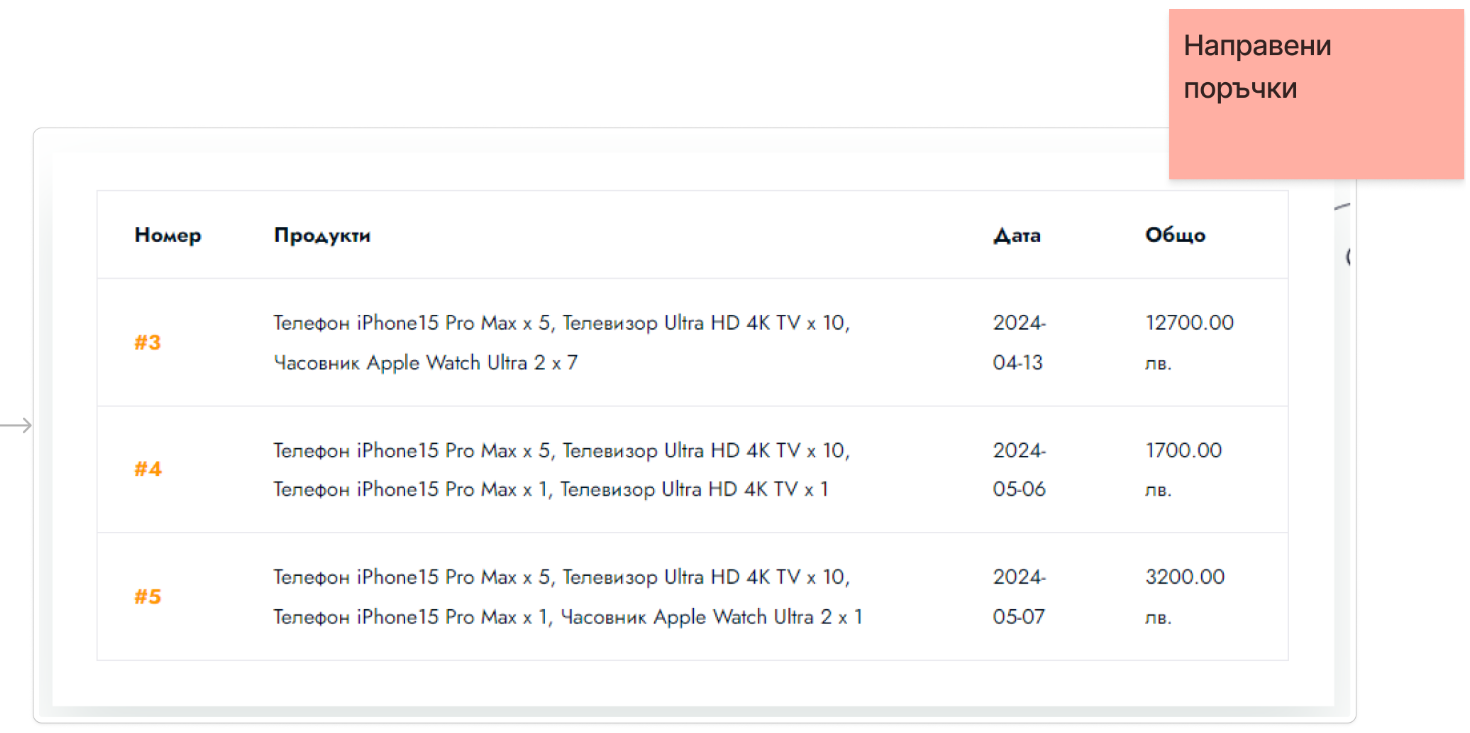 Направени
поръчки
Номер Продукти Дата Общо
#3 Телефон iPhone15 Pro Max x 5, Телевизор Ultra HD 4K TV x 10, 2024- 12700.00
Часовник Apple Watch Ultra 2 x 7 04-13 лв.
#4 Телефон iPhone15 Pro Max x 5, Телевизор Ultra HD 4K TV x 10, 2024- 1700.00
Телефон iPhone15 Pro Max x 1, Телевизор Ultra HD 4K TV x 1 05-06 лв.
#5 Телефон iPhone15 Pro Max x 5, Телевизор Ultra HD 4K TV x 10, 2024- 3200.00
Телефон iPhone15 Pro Max x 1, Часовник Apple Watch Ultra 2 x 1 05-07 лв.